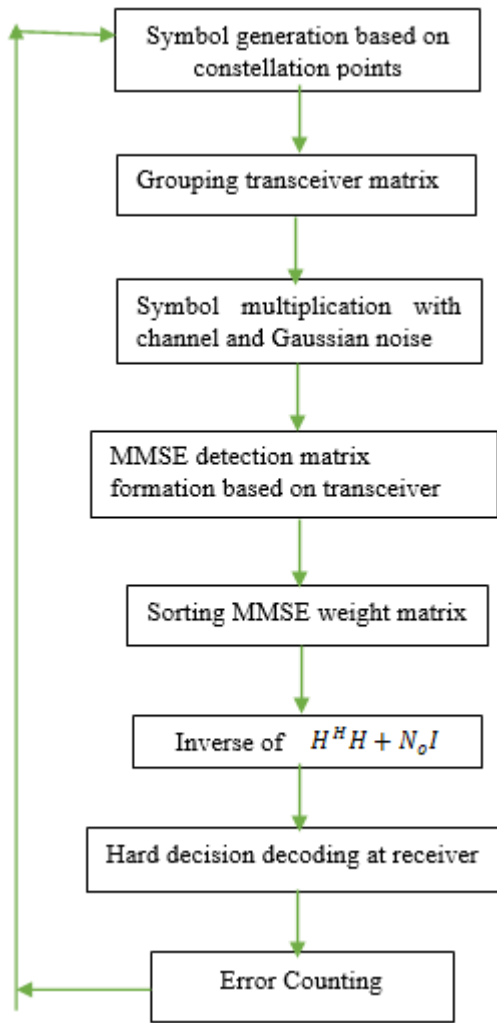 Symbol generation based on
constellation points
Grouping transceiver matrix
Symbol multiplication with
channel and Gaussian noise
MMSE detection matrix
formation based on transceiver
Sorting MMSE weight matrix
Inverse of $H^H H + N_o I$
Hard decision decoding at receiver
Error Counting